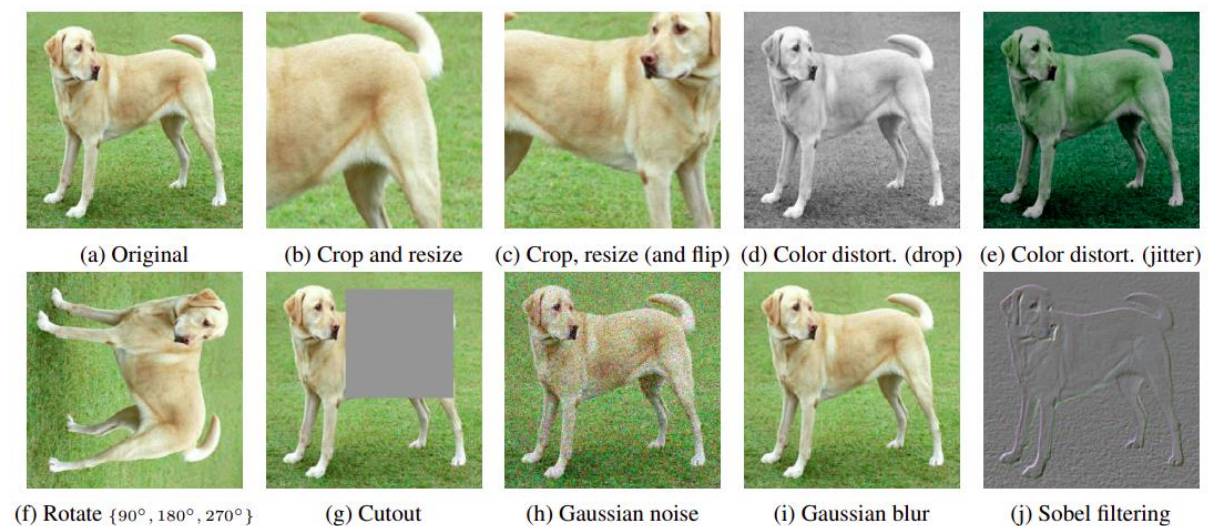 (a) Original
(b) Crop and resize
(c) Crop, resize (and flip)
(d) Color distort. (drop)
(e) Color distort. (jitter)
(f) Rotate {90°, 180°, 270°}
(g) Cutout
(h) Gaussian noise
(i) Gaussian blur
(j) Sobel filtering